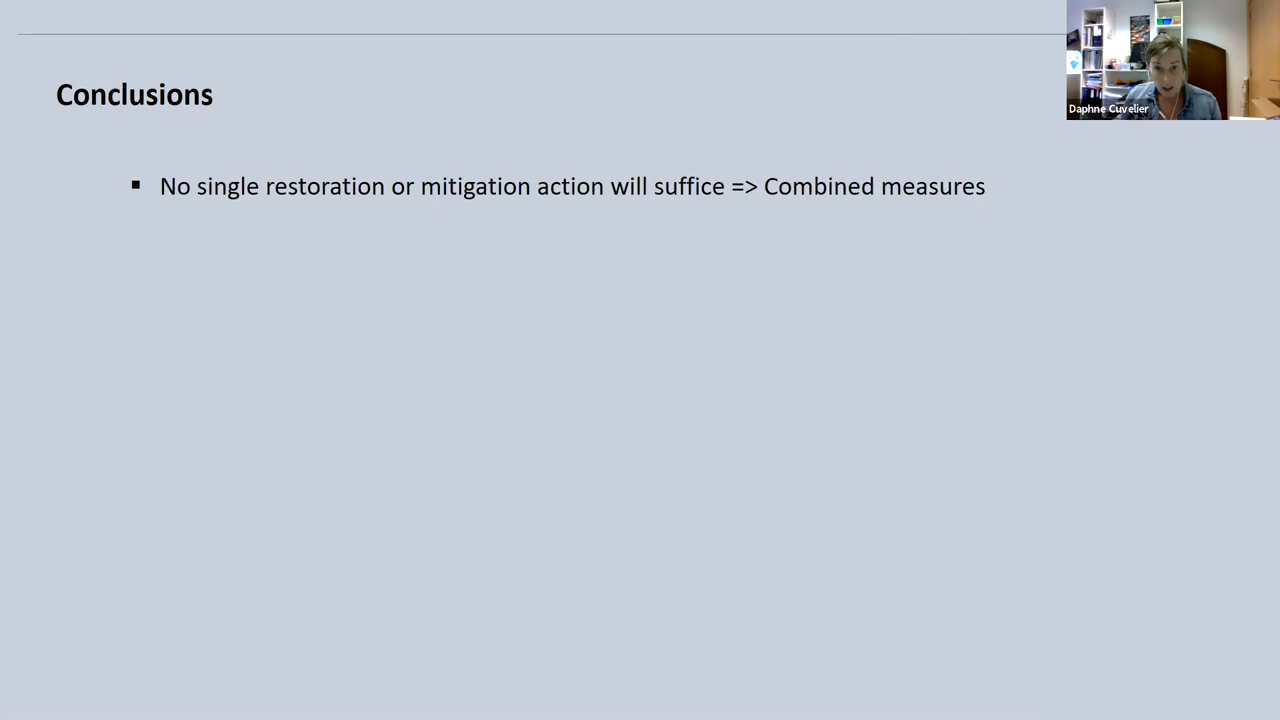 Conclusions
▪ No single restoration or mitigation action will suffice => Combined measures
Daphne Cuvelier